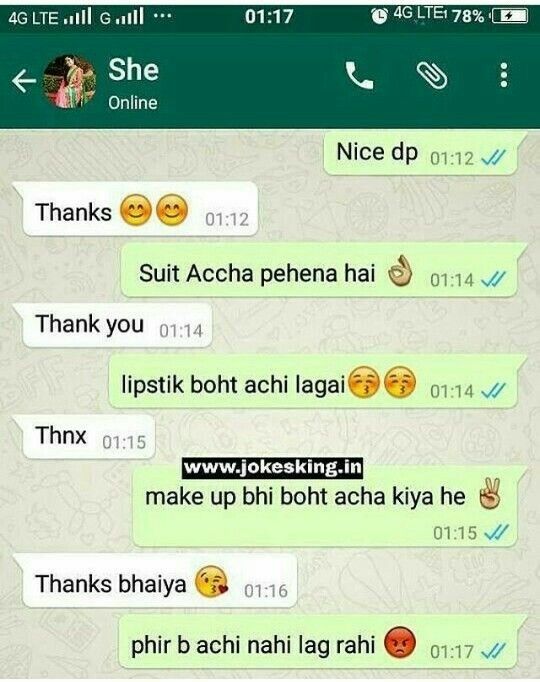 4G LTE G ... 01:17 4G LTE↑ 78%
She
Online
Nice dp 01:12
Thanks 😊😊 01:12
Suit Accha pehena hai 👌 01:14
Thank you 01:14
lipstik boht achi lagai😚😚 01:14
Thnx 01:15
www.jokesking.in
make up bhi boht acha kiya he ✌
01:15
Thanks bhaiya 😘 01:16
phir b achi nahi lag rahi 😡 01:17